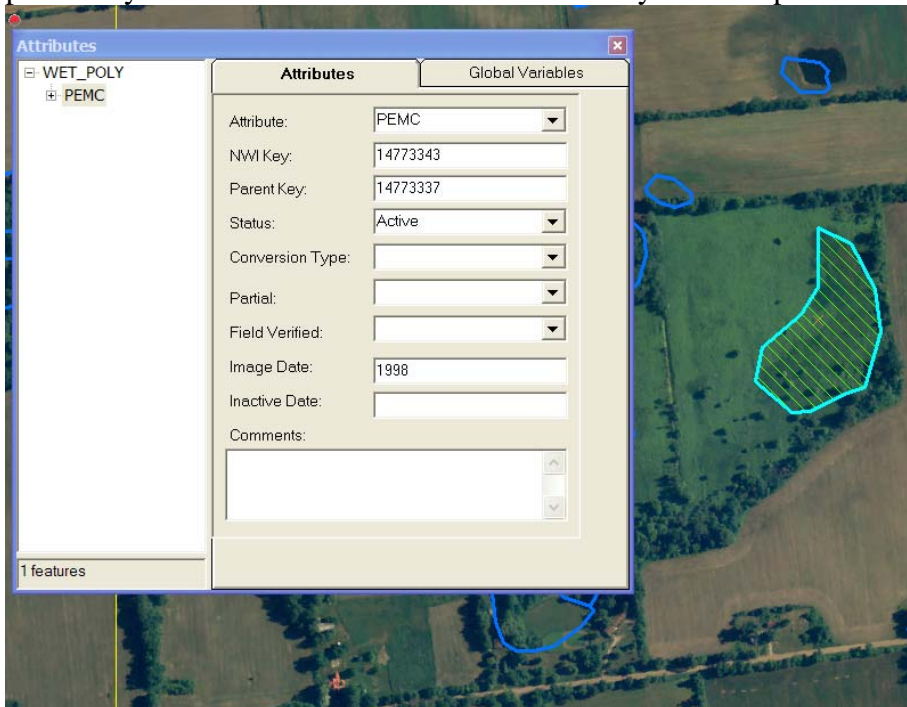 Attributes
WET_POLY
PEMC
Attributes
Global Variables
Attribute:
PEMC
NWI Key:
14773343
Parent Key:
14773337
Status:
Active
Conversion Type:
Partial:
Field Verified:
Image Date:
1998
Inactive Date:
Comments:
1 features